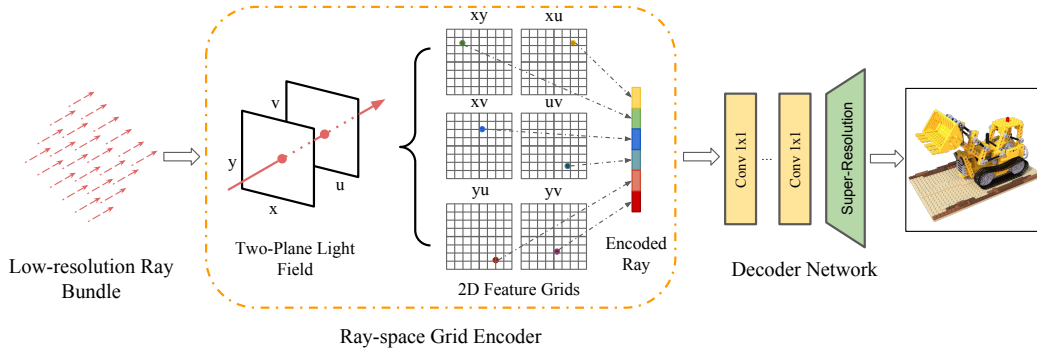 Low-resolution Ray
Bundle
v
y
u
x
Two-Plane Light
Field
xy
xu
xv
uv
yu
yv
2D Feature Grids
Encoded
Ray
Ray-space Grid Encoder
Conv 1x1
...
Conv 1x1
Super-Resolution
Decoder Network